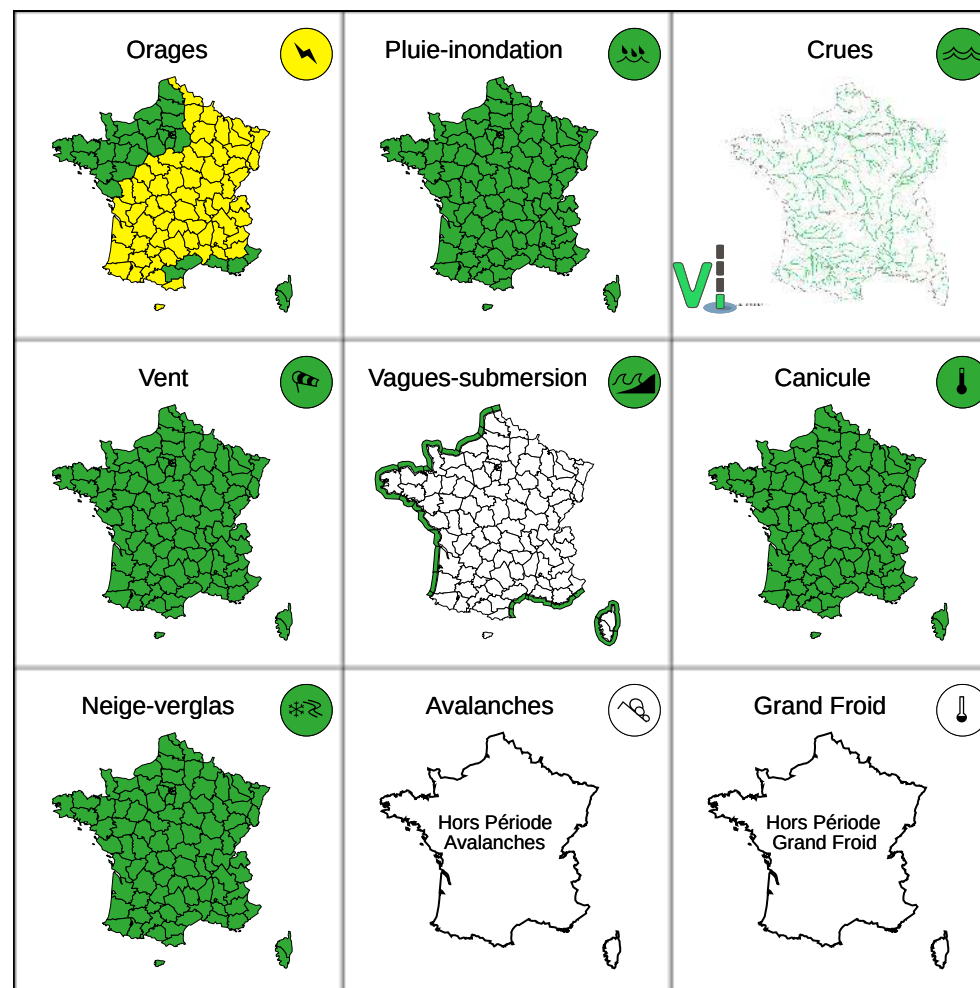 Orages
Pluie-inondation
Crues
Vent
Vagues-submersion
Canicule
Neige-verglas
Avalanches
Grand Froid
Hors Période
Avalanches
Hors Période
Grand Froid